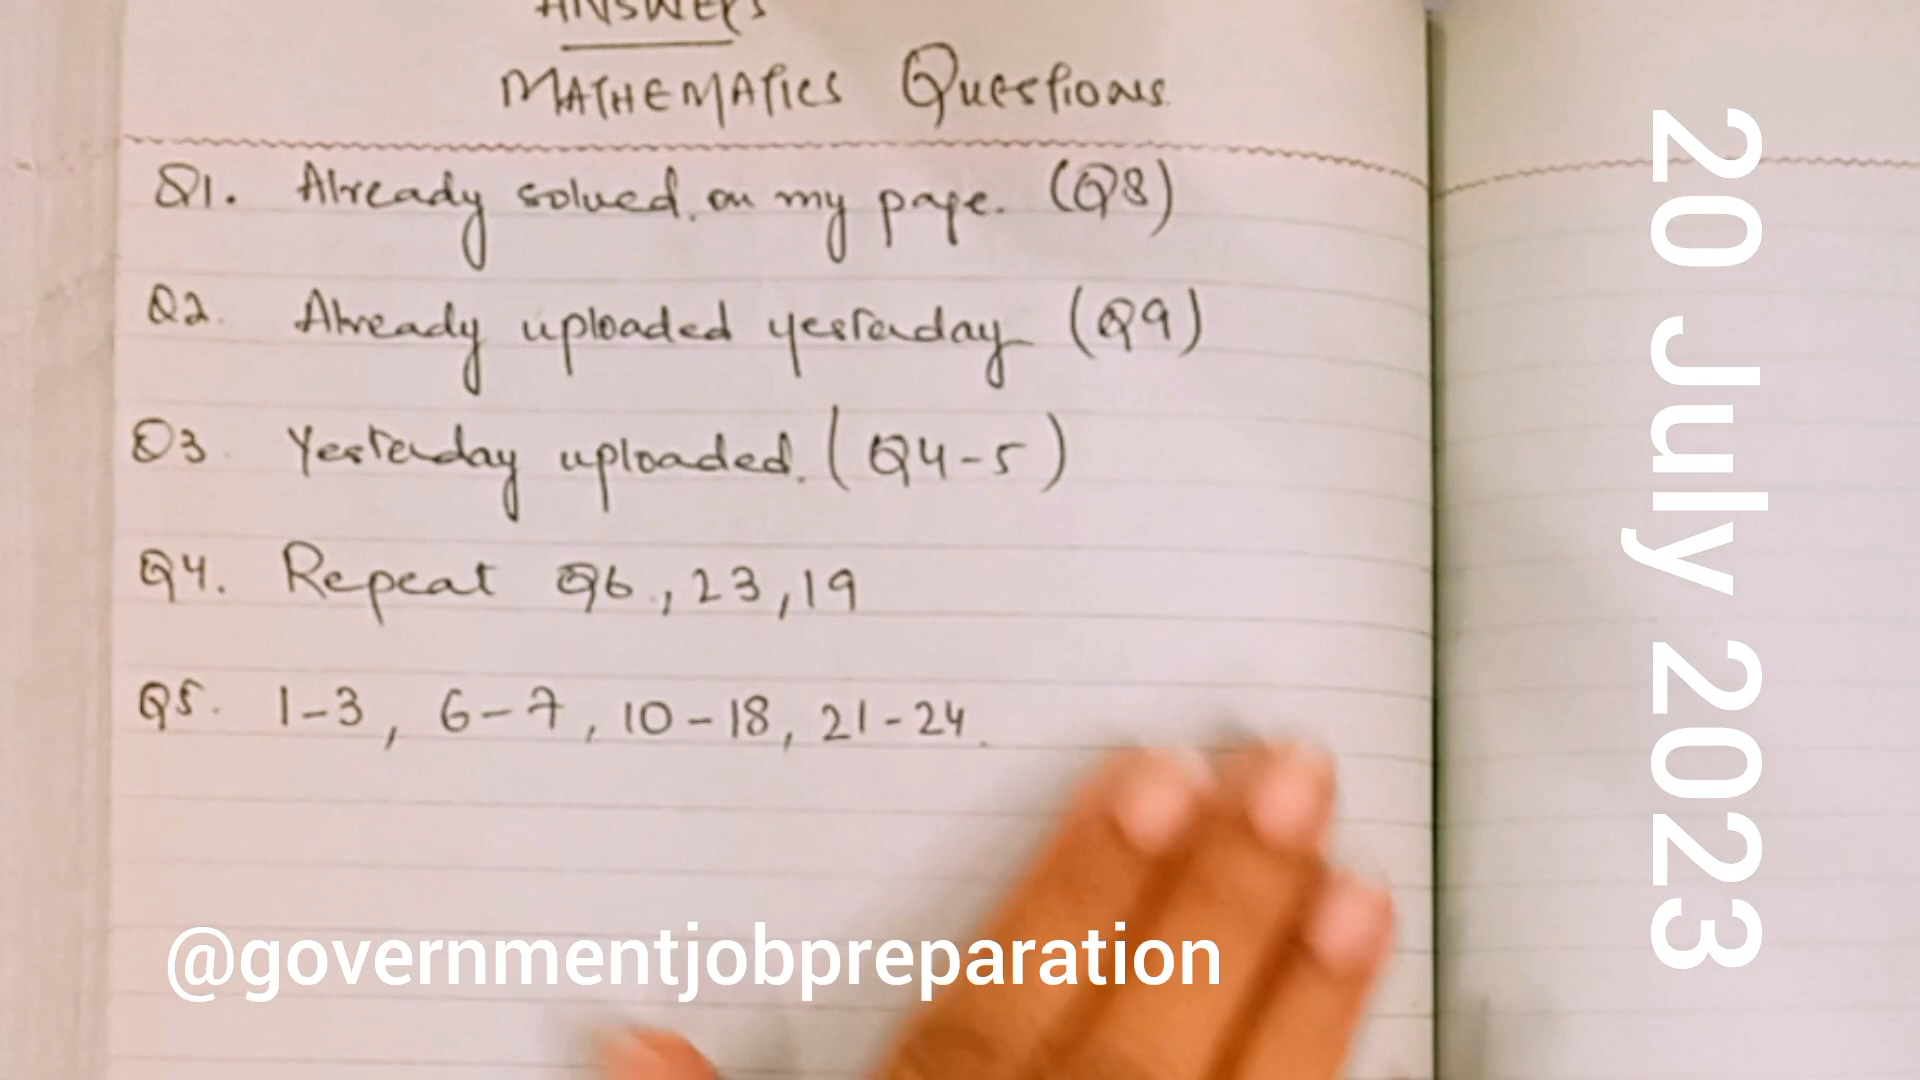 ANSWERS
MATHEMATICS Questions.
Q1. Already solved on my page. (Q8)
Q2. Already uploaded yesterday (Q9)
Q3. Yesterday uploaded. (Q4-5)
Q4. Repeat Q6, 23, 19
Q5. 1-3, 6-7, 10-18, 21-24.
@governmentjobpreparation
20 July 2023